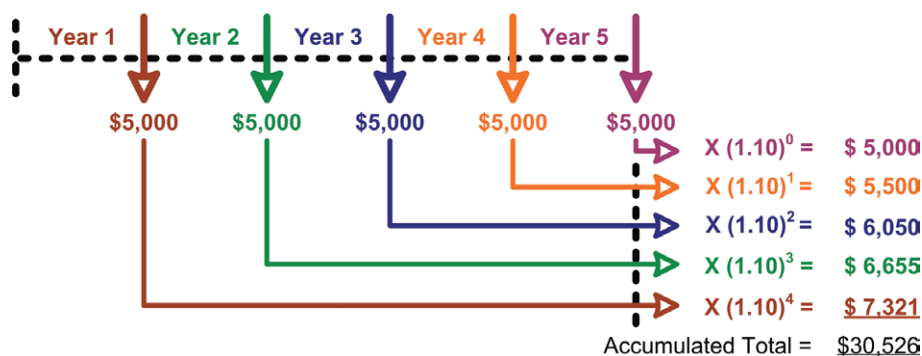 Year 1 Year 2 Year 3 Year 4 Year 5
$5,000 $5,000 $5,000 $5,000 $5,000
X (1.10)⁰ = $ 5,000
X (1.10)¹ = $ 5,500
X (1.10)² = $ 6,050
X (1.10)³ = $ 6,655
X (1.10)⁴ = $ 7,321
Accumulated Total = $30,526